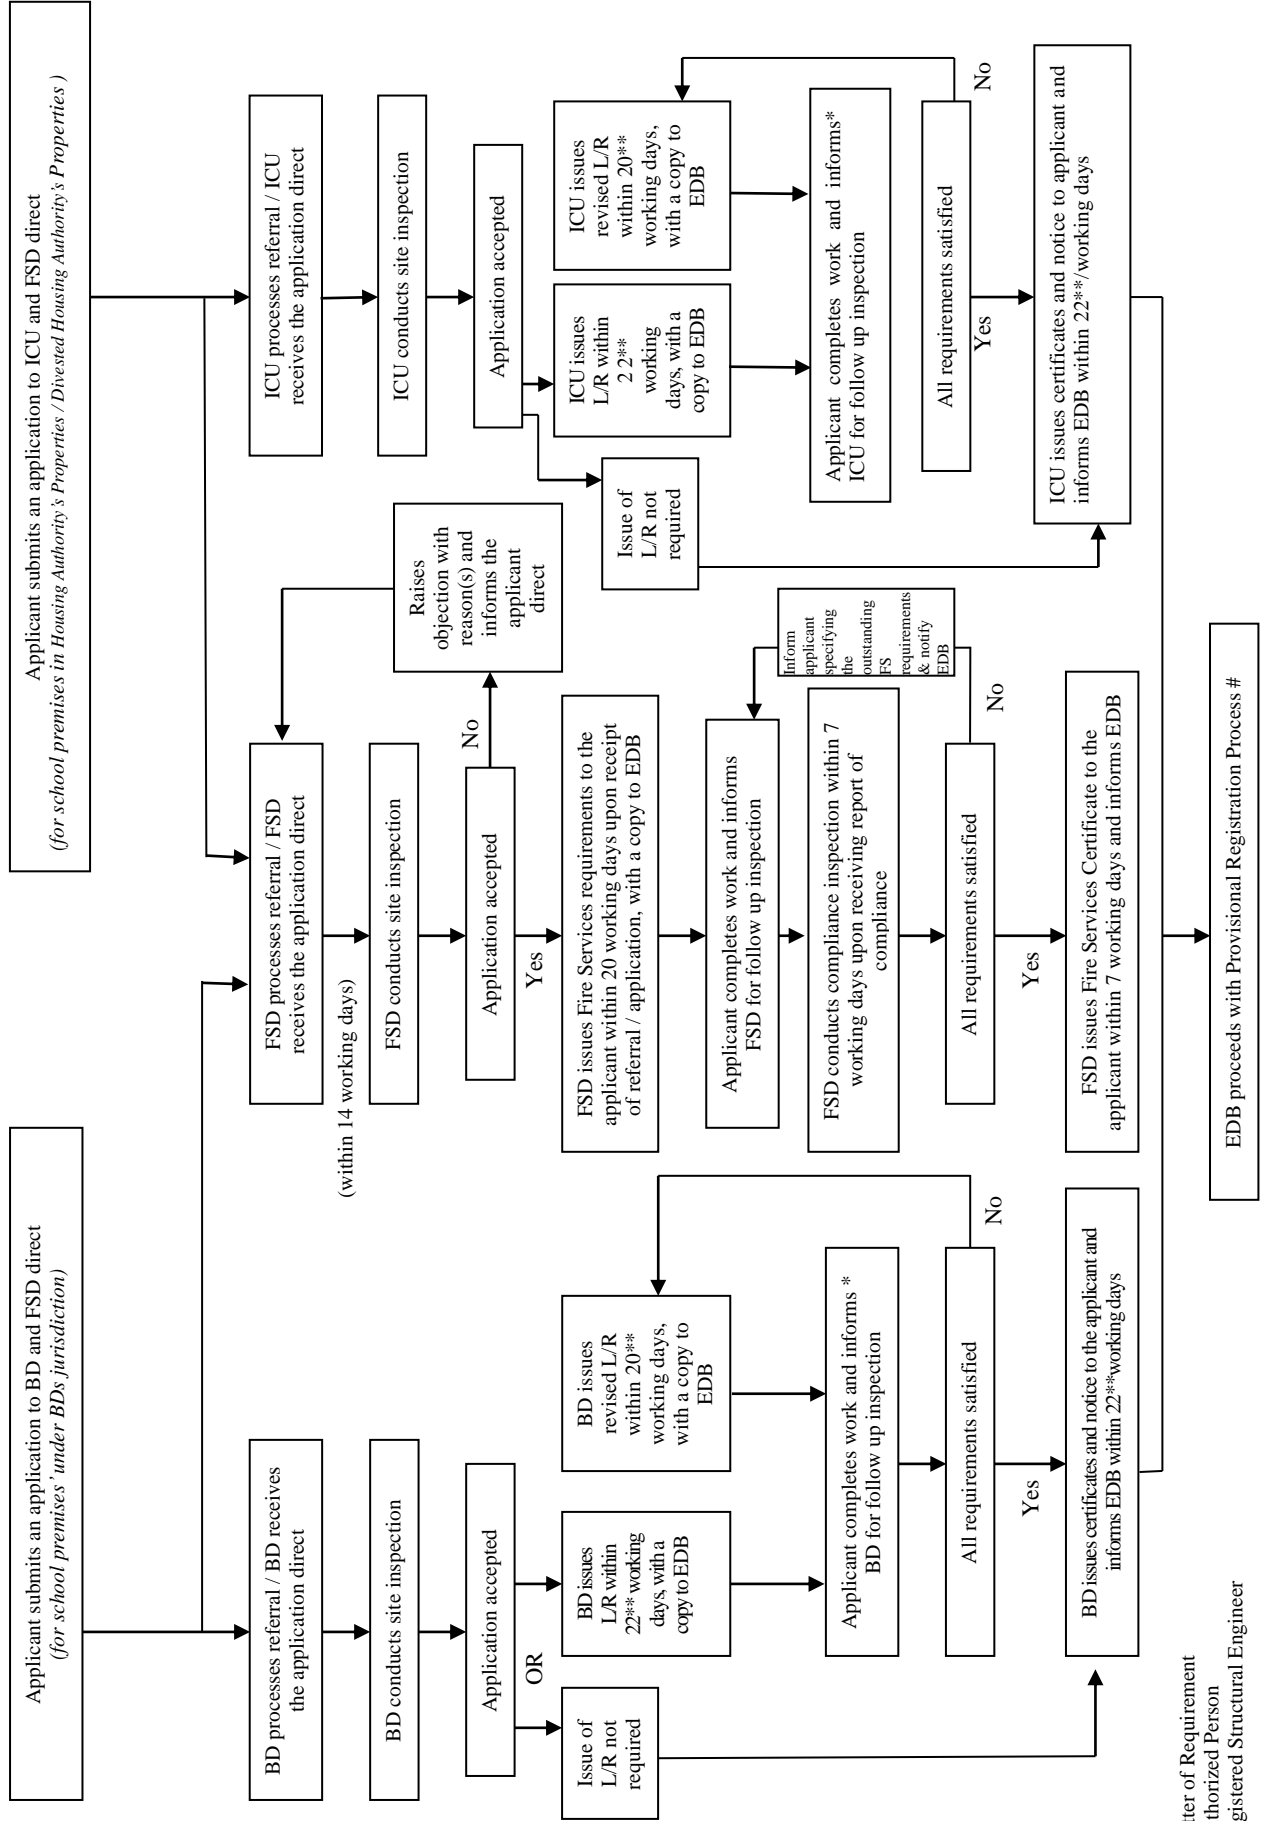 Applicant submits an application to BD and FSD direct
(for school premises' under BDs jurisdiction)
Applicant submits an application to ICU and FSD direct
(for school premises in Housing Authority's Properties / Divested Housing Authority's Properties )
BD processes referral / BD receives
the application direct
BD conducts site inspection
Application accepted
OR
Issue of
L/R not
required
BD issues
L/R within
22** working
days, with a
copy to EDB
BD issues
revised L/R
within 20**
working days,
with a copy to
EDB
Applicant completes work and informs *
BD for follow up inspection
All requirements satisfied
No
Yes
BD issues certificates and notice to the applicant and
informs EDB within 22**working days
FSD processes referral / FSD
receives the application direct
(within 14 working days)
FSD conducts site inspection
Application accepted
No
Yes
Raises
objection with
reason(s) and
informs the
applicant
direct
FSD issues Fire Services requirements to the
applicant within 20 working days upon receipt
of referral / application, with a copy to EDB
Applicant completes work and informs
FSD for follow up inspection
Inform
applicant
specifying
the
outstanding
FS
requirements
& notify
EDB
FSD conducts compliance inspection within 7
working days upon receiving report of
compliance
All requirements satisfied
No
Yes
FSD issues Fire Services Certificate to the
applicant within 7 working days and informs EDB
ICU processes referral / ICU
receives the application direct
ICU conducts site inspection
Application accepted
Issue of
L/R not
required
ICU issues
L/R within
2 2**
working
days, with a
copy to EDB
ICU issues
revised L/R
within 20**
working days,
with a copy to
EDB
Applicant completes work and informs*
ICU for follow up inspection
All requirements satisfied
No
Yes
ICU issues certificates and notice to applicant and
informs EDB within 22**/working days
EDB proceeds with Provisional Registration Process #
tter of Requirement
thorized Person
gistered Structural Engineer